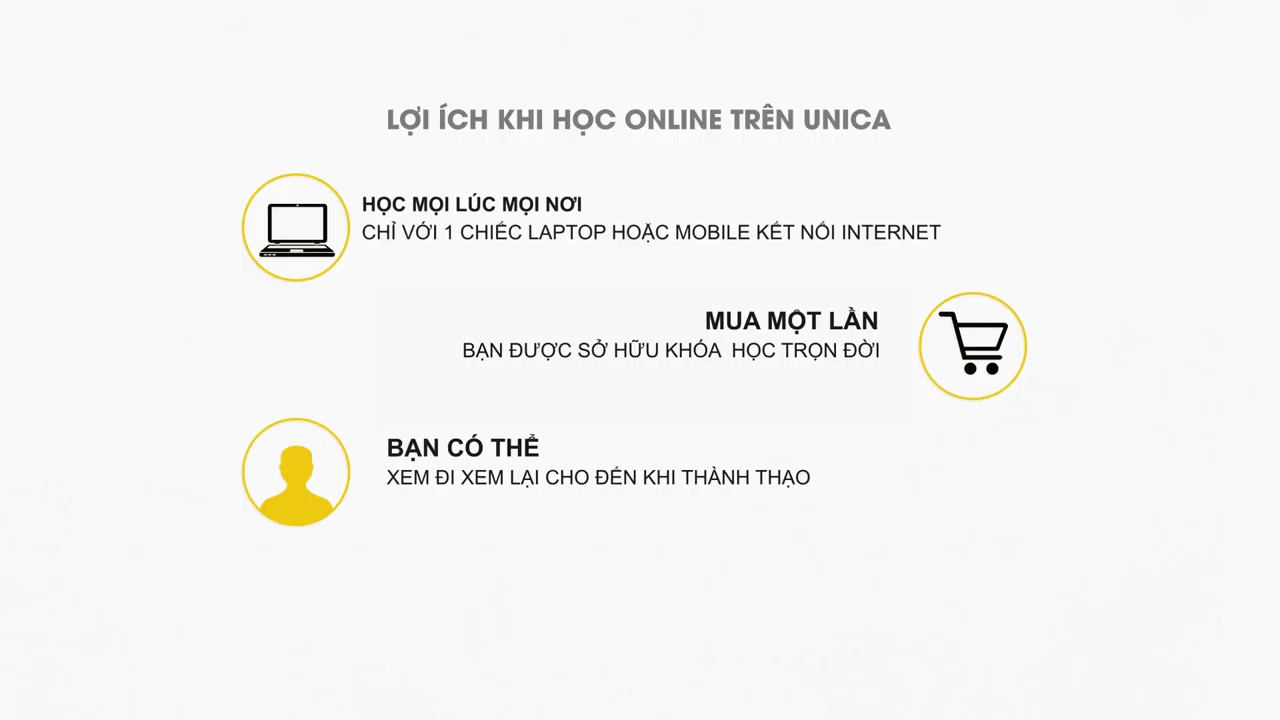 LỢI ÍCH KHI HỌC ONLINE TRÊN UNICA
HỌC MỌI LÚC MỌI NƠI
CHỈ VỚI 1 CHIẾC LAPTOP HOẶC MOBILE KẾT NỐI INTERNET
MUA MỘT LẦN
BẠN ĐƯỢC SỞ HỮU KHÓA HỌC TRỌN ĐỜI
BẠN CÓ THỂ
XEM ĐI XEM LẠI CHO ĐẾN KHI THÀNH THẠO